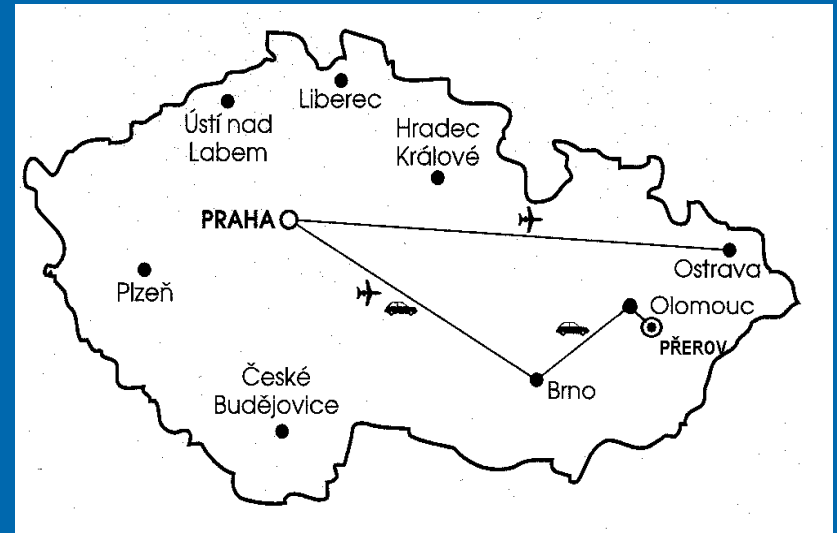 Liberec
Ústí nad
Labem
Hradec
Králové
PRAHA
Ostrava
Plzeň
Olomouc
PŘEROV
České
Budějovice
Brno